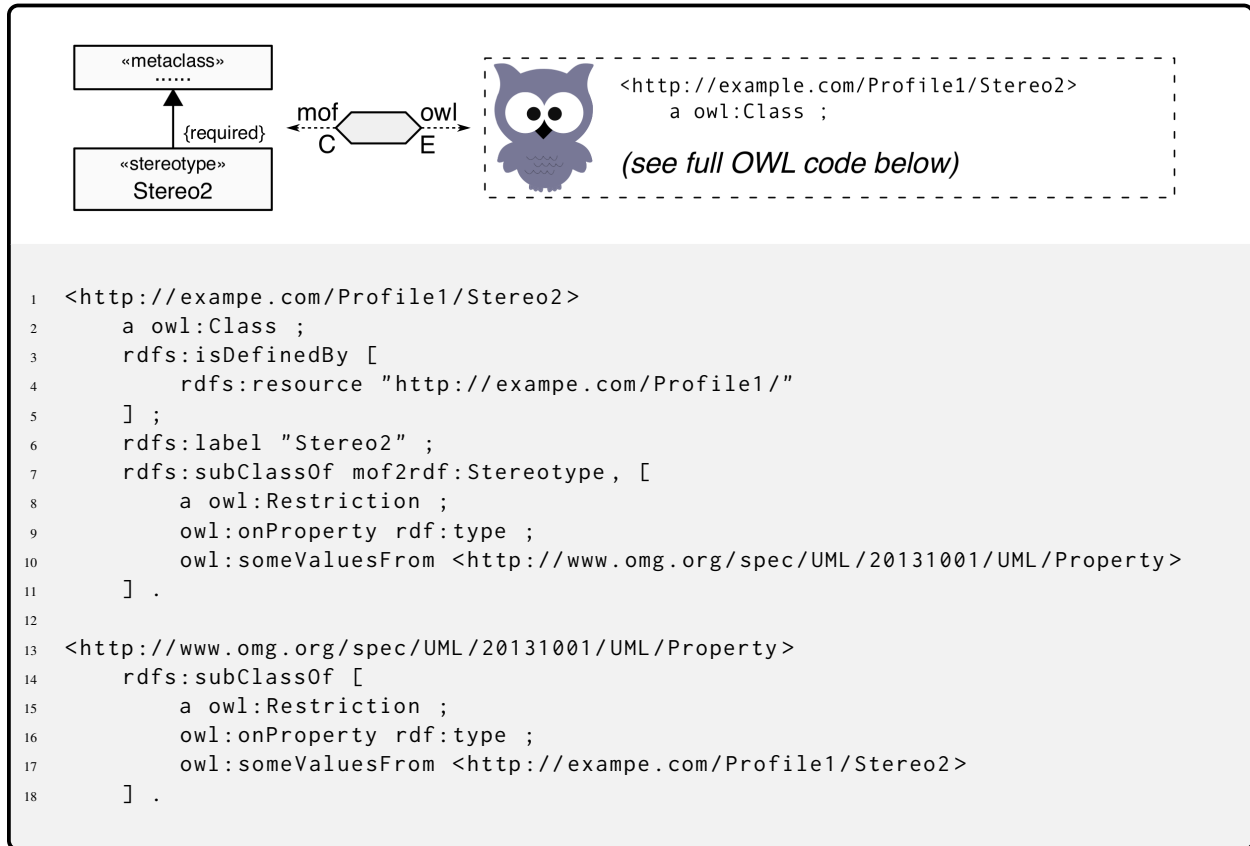 «metaclass»
......
{required}
«stereotype»
Stereo2
mof
owl
C
E
<http://example.com/Profile1/Stereo2>
a owl:Class ;
(see full OWL code below)
1 <http://exampe.com/Profile1/Stereo2>
2 a owl:Class ;
3 rdfs:isDefinedBy [
4 rdfs:resource "http://exampe.com/Profile1/"
5 ] ;
6 rdfs:label "Stereo2" ;
7 rdfs:subClassOf mof2rdf:Stereotype, [
8 a owl:Restriction ;
9 owl:onProperty rdf:type ;
10 owl:someValuesFrom <http://www.omg.org/spec/UML/20131001/UML/Property>
11 ] .
12
13 <http://www.omg.org/spec/UML/20131001/UML/Property>
14 rdfs:subClassOf [
15 a owl:Restriction ;
16 owl:onProperty rdf:type ;
17 owl:someValuesFrom <http://exampe.com/Profile1/Stereo2>
18 ] .